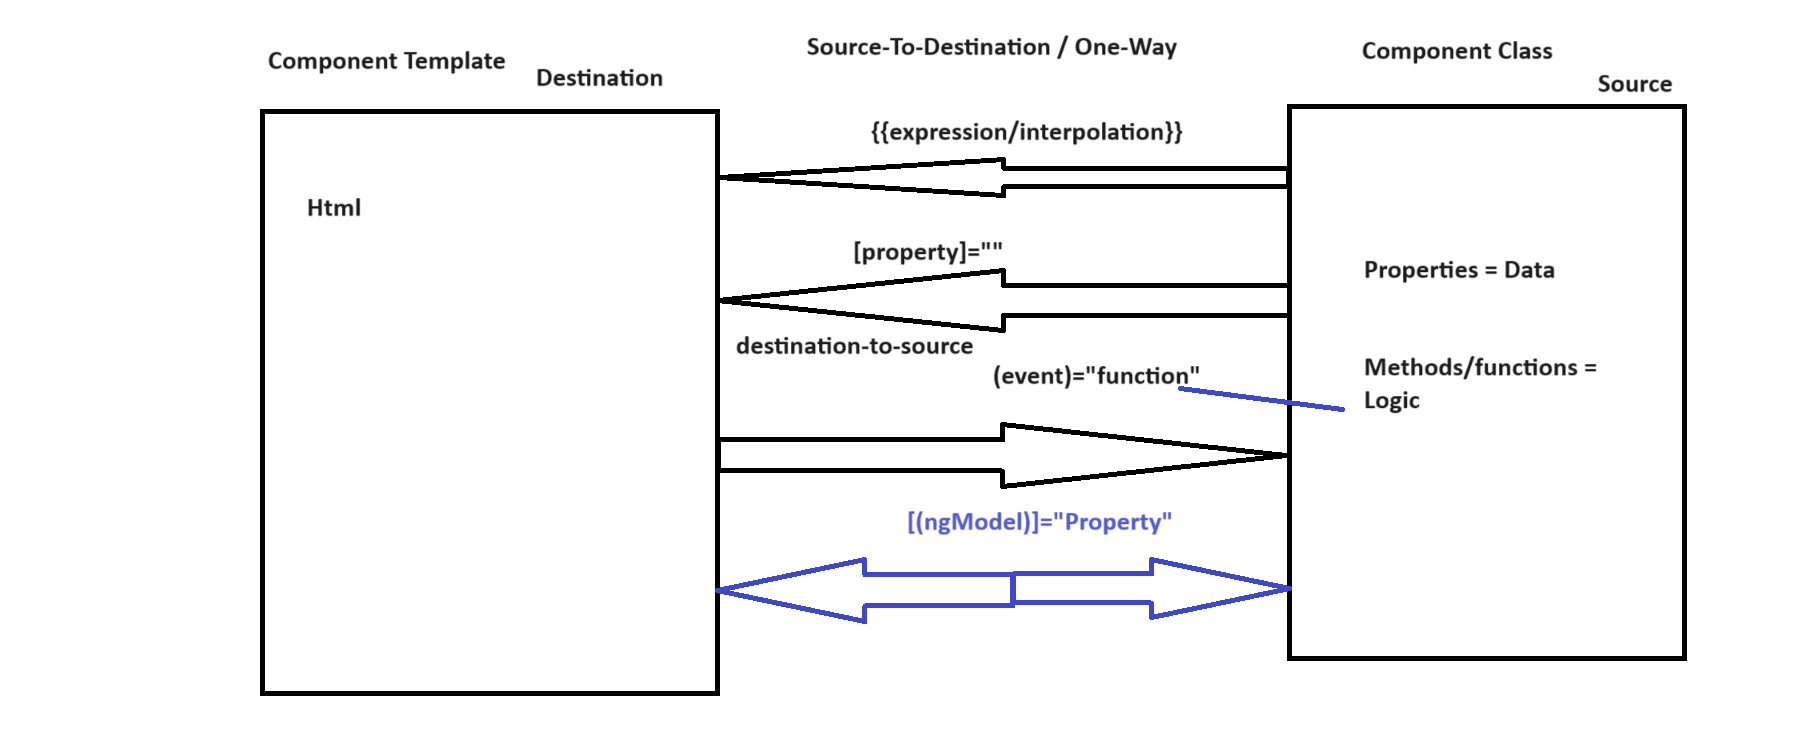 Component Template
Destination
Source-To-Destination / One-Way
Component Class
Source
{{expression/interpolation}}
Html
[property]=""
Properties = Data
destination-to-source
(event)="function"
Methods/functions =
Logic
[(ngModel)]="Property"